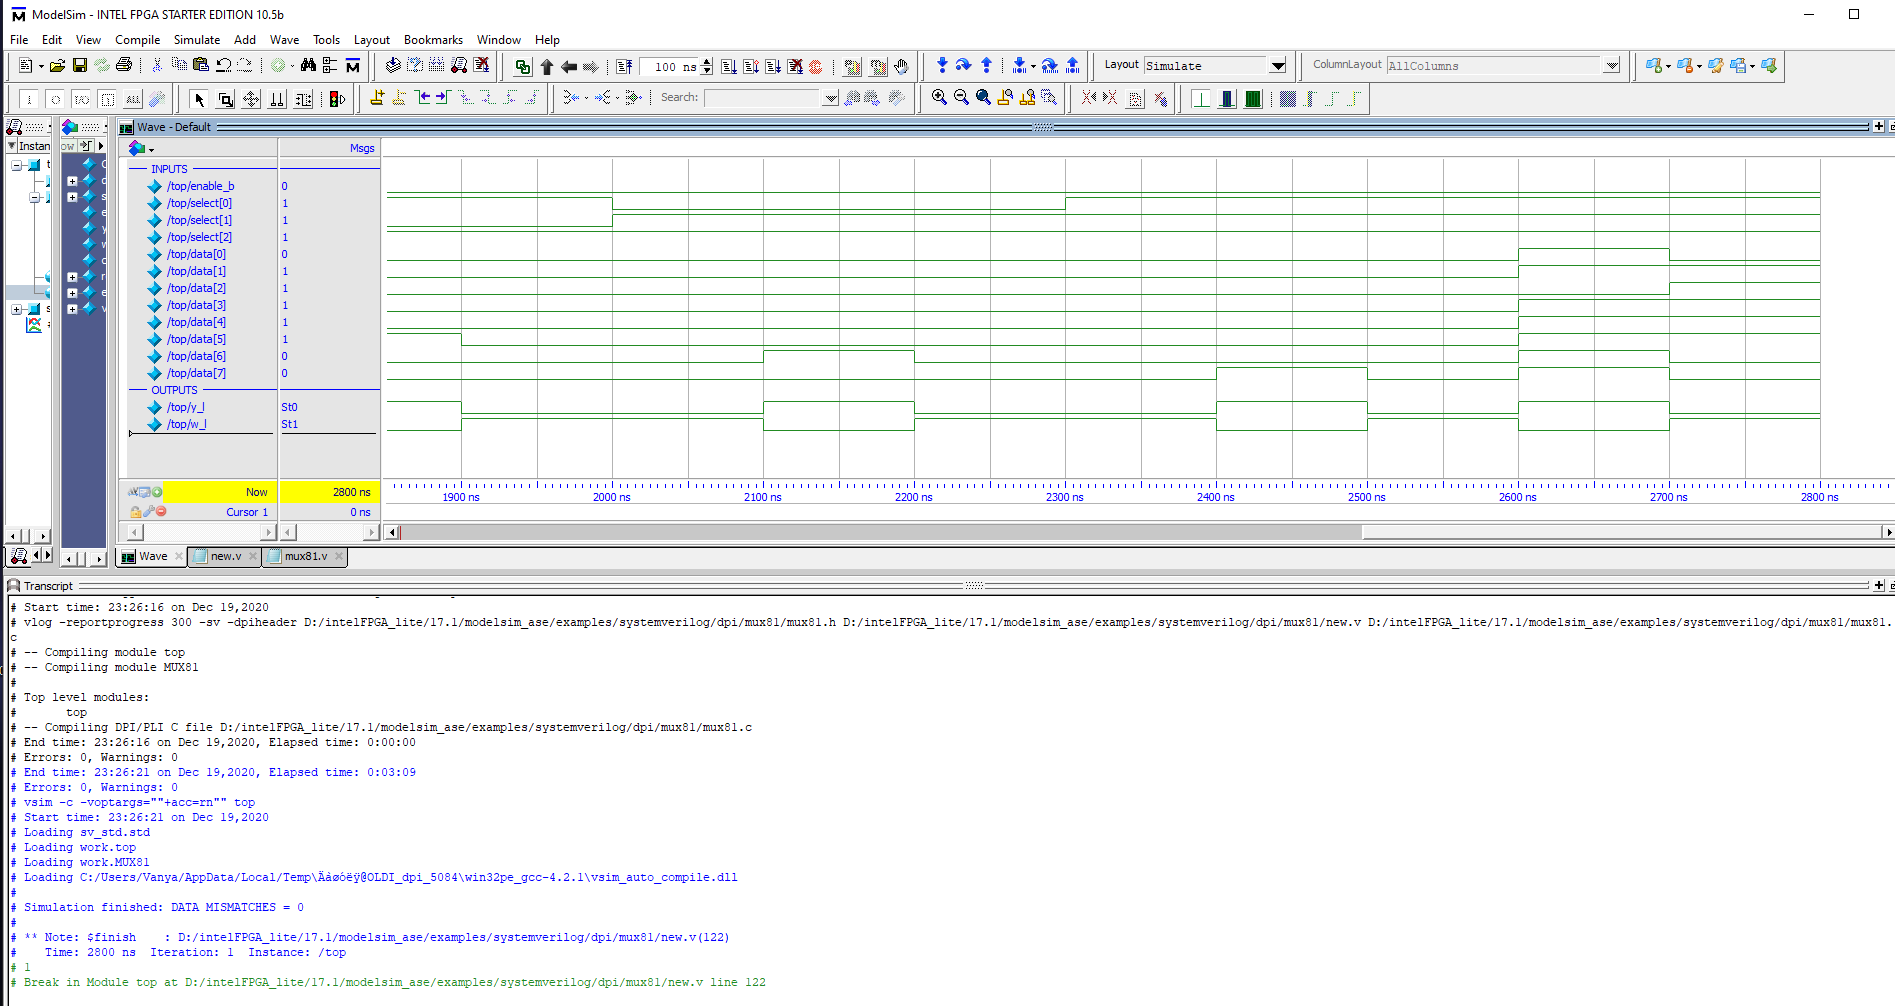 ModelSim - INTEL FPGA STARTER EDITION 10.5b
File Edit View Compile Simulate Add Wave Tools Layout Bookmarks Window Help
100 ns
Layout Simulate
ColumnLayout AllColumns
ALL
Search:
Wave - Default
Instan
Msgs
INPUTS
/top/enable_b 0
/top/select[0] 1
/top/select[1] 1
/top/select[2] 1
/top/data[0] 0
/top/data[1] 1
/top/data[2] 1
/top/data[3] 1
/top/data[4] 1
/top/data[5] 1
/top/data[6] 0
/top/data[7] 0
OUTPUTS
/top/y_l St0
/top/w_l St1
Now 2800 ns
1900 ns 2000 ns 2100 ns 2200 ns 2300 ns 2400 ns 2500 ns 2600 ns 2700 ns 2800 ns
Cursor 1 0 ns
Wave new.v mux81.v
Transcript
# Start time: 23:26:16 on Dec 19,2020
# vlog -reportprogress 300 -sv -dpiheader D:/intelFPGA_lite/17.1/modelsim_ase/examples/systemverilog/dpi/mux81/mux81.h D:/intelFPGA_lite/17.1/modelsim_ase/examples/systemverilog/dpi/mux81/new.v D:/intelFPGA_lite/17.1/modelsim_ase/examples/systemverilog/dpi/mux81/mux81.
c
# -- Compiling module top
# -- Compiling module MUX81
#
# Top level modules:
# top
# -- Compiling DPI/PLI C file D:/intelFPGA_lite/17.1/modelsim_ase/examples/systemverilog/dpi/mux81/mux81.c
# End time: 23:26:16 on Dec 19,2020, Elapsed time: 0:00:00
# Errors: 0, Warnings: 0
# End time: 23:26:21 on Dec 19,2020, Elapsed time: 0:03:09
# Errors: 0, Warnings: 0
# vsim -c -voptargs=""+acc=rn"" top
# Start time: 23:26:21 on Dec 19,2020
# Loading sv_std.std
# Loading work.top
# Loading work.MUX81
# Loading C:/Users/Vanya/AppData/Local/Temp\Äàøóëÿ@OLDI_dpi_5084\win32pe_gcc-4.2.1\vsim_auto_compile.dll
#
# Simulation finished: DATA MISMATCHES = 0
#
# ** Note: $finish : D:/intelFPGA_lite/17.1/modelsim_ase/examples/systemverilog/dpi/mux81/new.v(122)
# Time: 2800 ns Iteration: 1 Instance: /top
# 1
# Break in Module top at D:/intelFPGA_lite/17.1/modelsim_ase/examples/systemverilog/dpi/mux81/new.v line 122